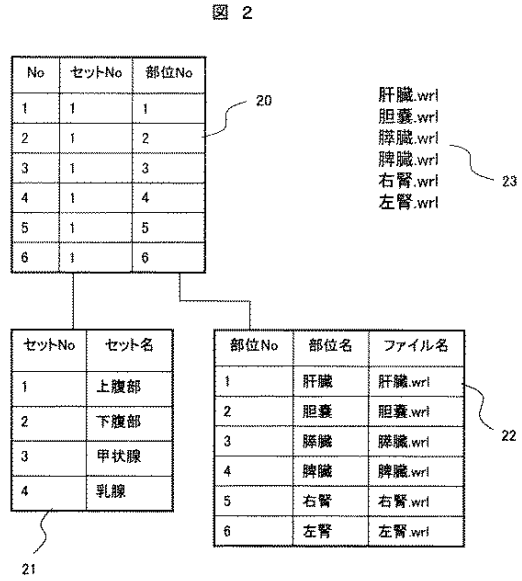 図 2
No セットNo 部位No
1 1 1
2 1 2
3 1 3
4 1 4
5 1 5
6 1 6
20
肝臓.wrl
胆嚢.wrl
膵臓.wrl
脾臓.wrl
右腎.wrl
左腎.wrl
23
セットNo セット名
1 上腹部
2 下腹部
3 甲状腺
4 乳腺
21
部位No 部位名 ファイル名
1 肝臓 肝臓.wrl
2 胆嚢 胆嚢.wrl
3 膵臓 膵臓.wrl
4 脾臓 脾臓.wrl
5 右腎 右腎.wrl
6 左腎 左腎.wrl
22